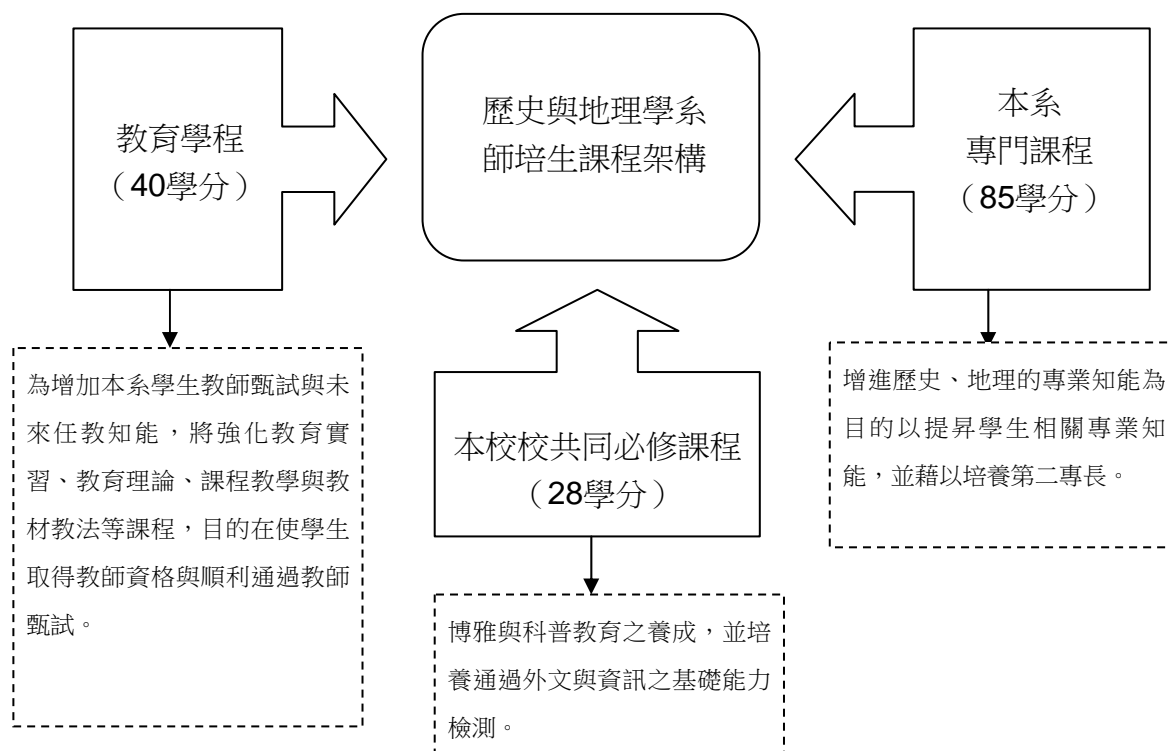 教育學程
（40學分）
歷史與地理學系
師培生課程架構
本系
專門課程
（85學分）
為增加本系學生教師甄試與未
來任教知能，將強化教育實
習、教育理論、課程教學與教
材教法等課程，目的在使學生
取得教師資格與順利通過教師
甄試。
本校校共同必修課程
（28學分）
增進歷史、地理的專業知能為
目的以提昇學生相關專業知
能，並藉以培養第二專長。
博雅與科普教育之養成，並培
養通過外文與資訊之基礎能力
檢測。